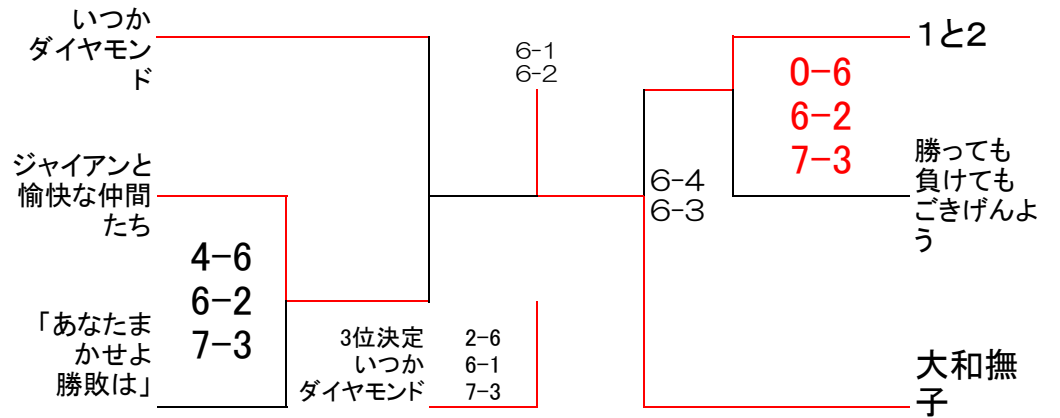 いつか
ダイヤモン
ド
ジャイアンと
愉快な仲間
たち
4-6
6-2
7-3
「あなたま
かせよ
勝敗は」
3位決定
いつか
ダイヤモンド
2-6
6-1
7-3
6-1
6-2
6-4
6-3
1と2
0-6
6-2
7-3
勝っても
負けても
ごきげんよ
う
大和撫
子